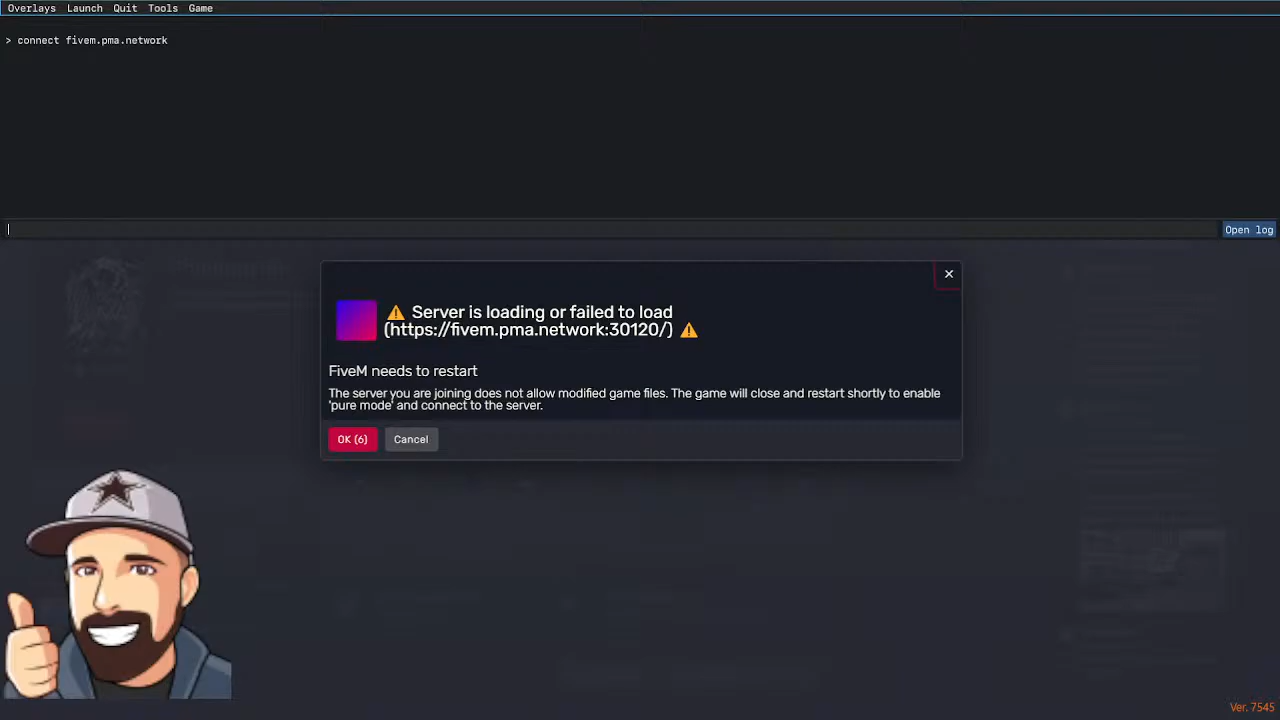 Overlays Launch Quit Tools Game
> connect fivem.pma.network
Open log
⚠ Server is loading or failed to load
(https://fivem.pma.network:30120/) ⚠
FiveM needs to restart
The server you are joining does not allow modified game files. The game will close and restart shortly to enable
'pure mode' and connect to the server.
OK (6) Cancel
Ver. 7545